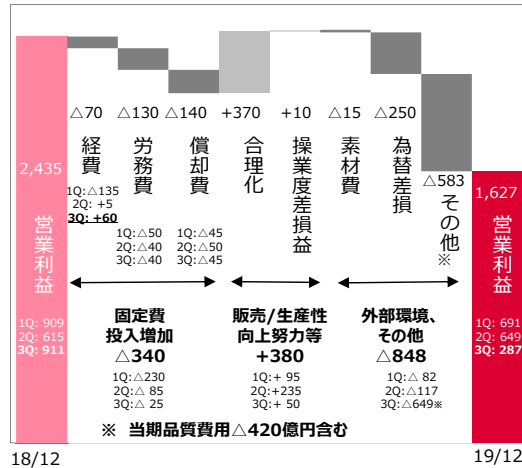 △70 △130 △140 +370 +10 △15 △250
経費 労務費 償却費 合理化 操業度差損益 素材費 為替差損
△583
その他※
2,435
営業利益
1Q: 909
2Q: 615
3Q: 911
1,627
営業利益
1Q: 691
2Q: 649
3Q: 287
1Q:△135
2Q: +5
3Q: +60
1Q:△50
2Q:△40
3Q:△40
1Q:△45
2Q:△50
3Q:△45
固定費
投入増加
△340
1Q:△230
2Q:△ 85
3Q:△ 25
販売/生産性
向上努力等
+380
1Q:+ 95
2Q:+235
3Q:+ 50
外部環境、
その他
△848
1Q:△ 82
2Q:△117
3Q:△649※
※ 当期品質費用△420億円含む
18/12 19/12